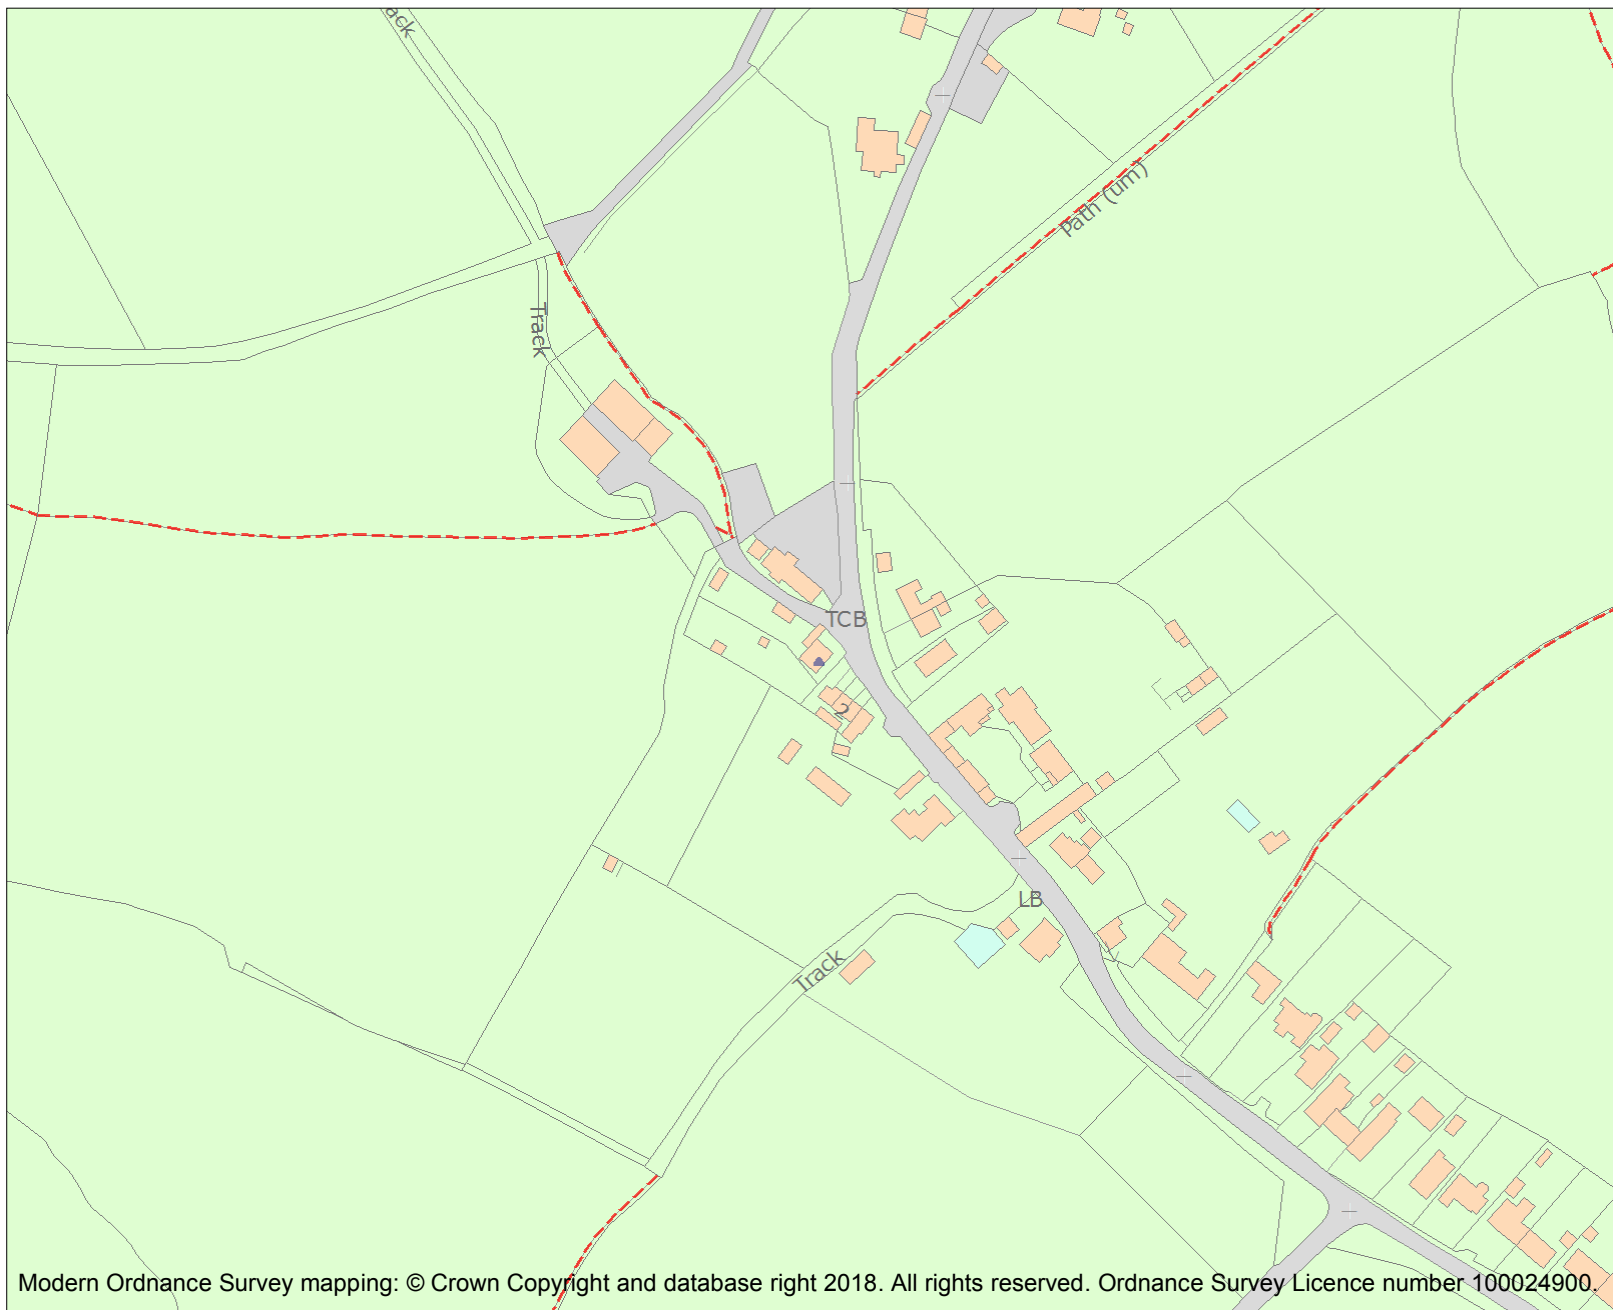 ack
Path (um)
Track
TCB
2
LB
Track
Modern Ordnance Survey mapping: © Crown Copyright and database right 2018. All rights reserved. Ordnance Survey Licence number 100024900.